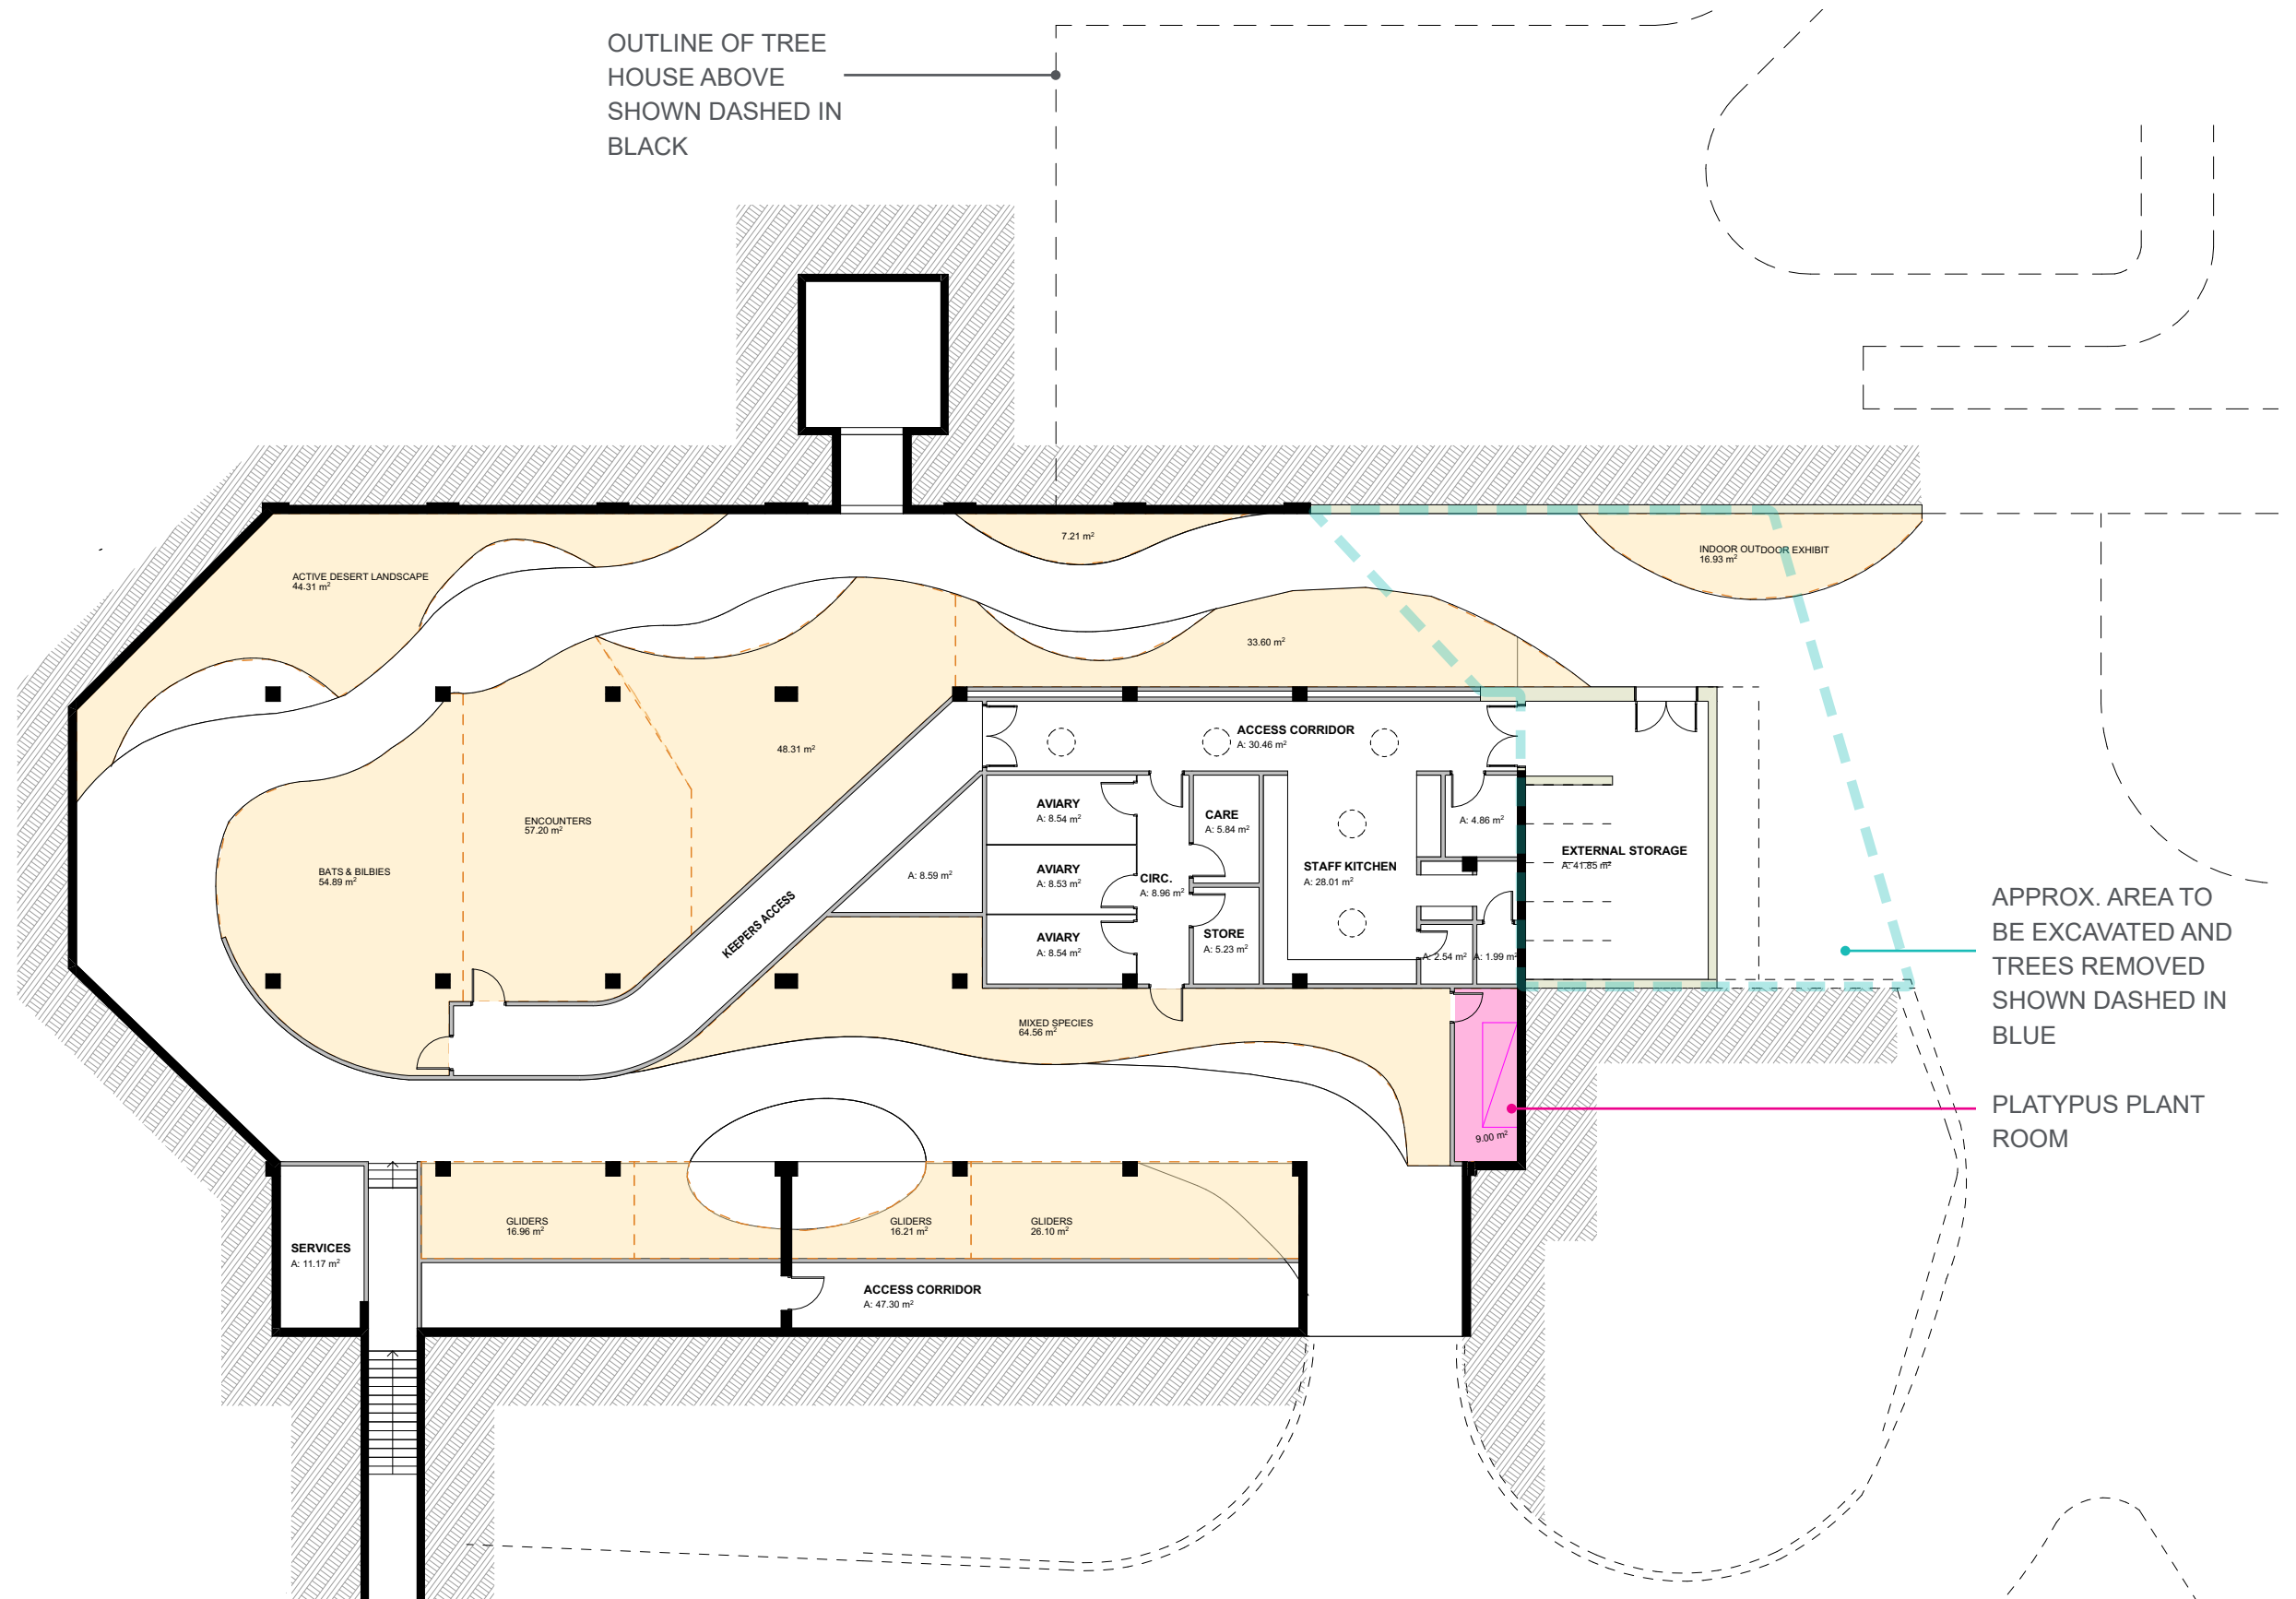 OUTLINE OF TREE
HOUSE ABOVE
SHOWN DASHED IN
BLACK
7.21 m²
INDOOR OUTDOOR EXHIBIT
16.93 m²
ACTIVE DESERT LANDSCAPE
44.31 m²
33.60 m²
48.31 m²
ACCESS CORRIDOR
A: 30.46 m²
ENCOUNTERS
57.20 m²
BATS & BILBIES
54.89 m²
KEEPERS ACCESS
A: 8.59 m²
AVIARY
A: 8.54 m²
AVIARY
A: 8.53 m²
AVIARY
A: 8.54 m²
CIRC.
A: 8.96 m²
CARE
A: 5.84 m²
STORE
A: 5.23 m²
STAFF KITCHEN
A: 28.01 m²
A: 4.86 m²
A: 2.54 m²
A: 1.99 m²
EXTERNAL STORAGE
A: 41.85 m²
APPROX. AREA TO
BE EXCAVATED AND
TREES REMOVED
SHOWN DASHED IN
BLUE
MIXED SPECIES
64.56 m²
9.00 m²
PLATYPUS PLANT
ROOM
GLIDERS
16.96 m²
GLIDERS
16.21 m²
GLIDERS
26.10 m²
SERVICES
A: 11.17 m²
ACCESS CORRIDOR
A: 47.30 m²